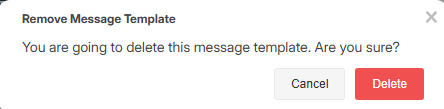 Remove Message Template
You are going to delete this message template. Are you sure?
Cancel Delete